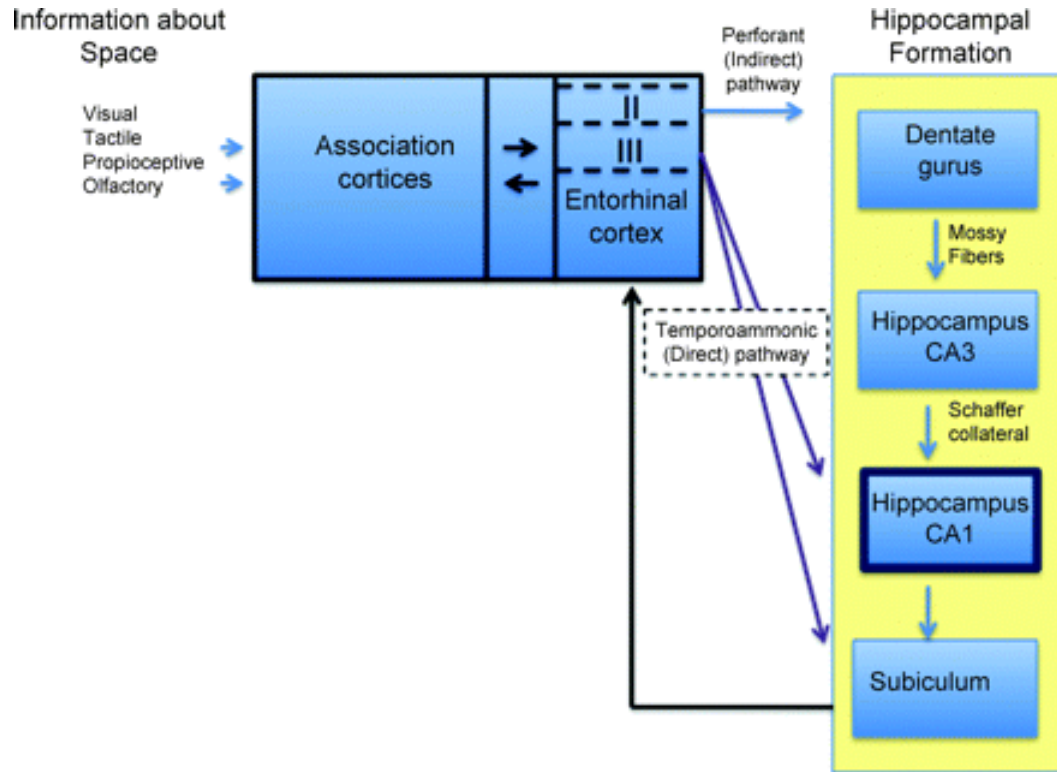 Information about
Space
Visual
Tactile
Propioceptive
Olfactory
Association
cortices
II
III
Entorhinal
cortex
Perforant
(Indirect)
pathway
Temporoammonic
(Direct) pathway
Hippocampal
Formation
Dentate
gurus
Mossy
Fibers
Hippocampus
CA3
Schaffer
collateral
Hippocampus
CA1
Subiculum